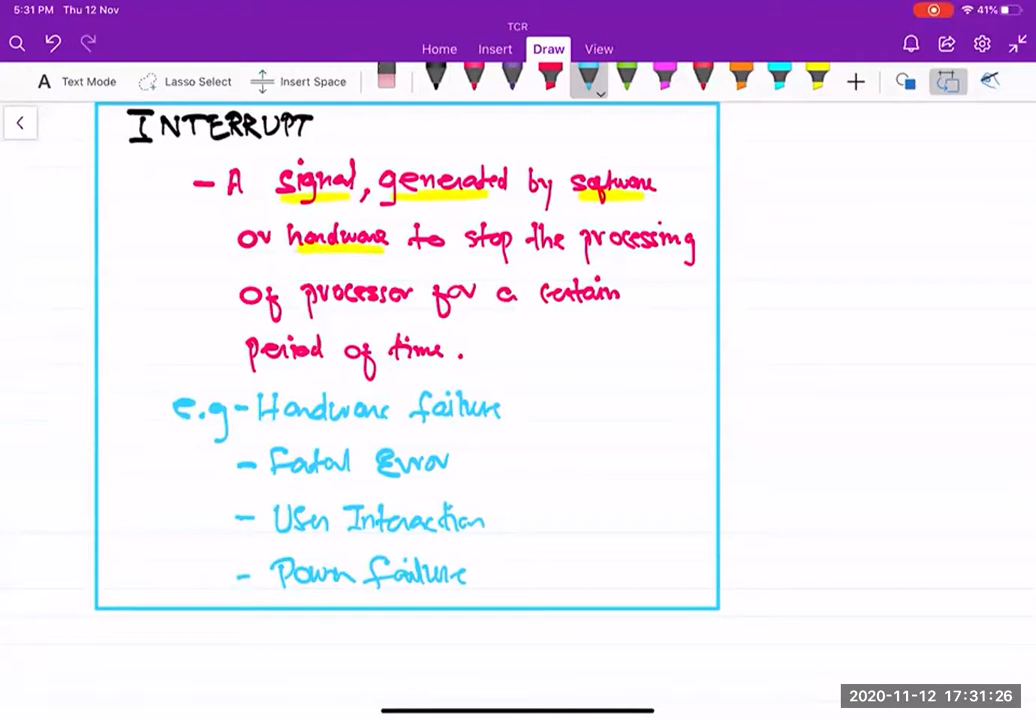 5:31 PM Thu 12 Nov
41%
TCR
Home Insert Draw View
A Text Mode Lasso Select Insert Space
INTERRUPT
- A signal, generated by software
or hardware to stop the processing
of processor for a certain
period of time.
e.g - Hardware failure
- Fatal Error
- User Interaction
- Power failure
2020-11-12 17:31:26